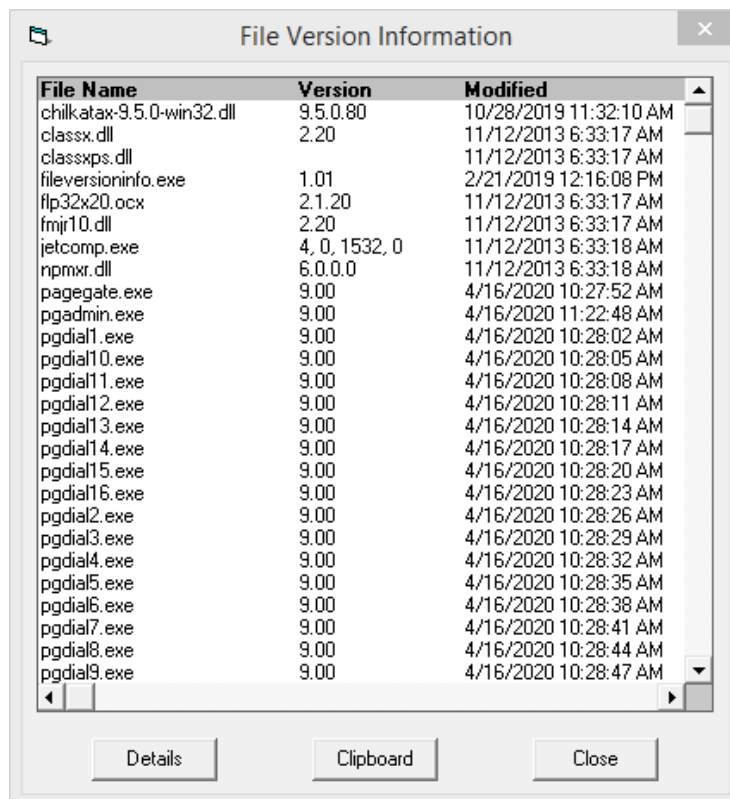 File Version Information
File Name Version Modified
chilkatax-9.5.0-win32.dll 9.5.0.80 10/28/2019 11:32:10 AM
classx.dll 2.20 11/12/2013 6:33:17 AM
classxps.dll 11/12/2013 6:33:17 AM
fileversioninfo.exe 1.01 2/21/2019 12:16:08 PM
flp32x20.ocx 2.1.20 11/12/2013 6:33:17 AM
fmjr10.dll 2.20 11/12/2013 6:33:17 AM
jetcomp.exe 4, 0, 1532, 0 11/12/2013 6:33:18 AM
npmxr.dll 6.0.0.0 11/12/2013 6:33:18 AM
pagegate.exe 9.00 4/16/2020 10:27:52 AM
pgadmin.exe 9.00 4/16/2020 11:22:48 AM
pgdial1.exe 9.00 4/16/2020 10:28:02 AM
pgdial10.exe 9.00 4/16/2020 10:28:05 AM
pgdial11.exe 9.00 4/16/2020 10:28:08 AM
pgdial12.exe 9.00 4/16/2020 10:28:11 AM
pgdial13.exe 9.00 4/16/2020 10:28:14 AM
pgdial14.exe 9.00 4/16/2020 10:28:17 AM
pgdial15.exe 9.00 4/16/2020 10:28:20 AM
pgdial16.exe 9.00 4/16/2020 10:28:23 AM
pgdial2.exe 9.00 4/16/2020 10:28:26 AM
pgdial3.exe 9.00 4/16/2020 10:28:29 AM
pgdial4.exe 9.00 4/16/2020 10:28:32 AM
pgdial5.exe 9.00 4/16/2020 10:28:35 AM
pgdial6.exe 9.00 4/16/2020 10:28:38 AM
pgdial7.exe 9.00 4/16/2020 10:28:41 AM
pgdial8.exe 9.00 4/16/2020 10:28:44 AM
pgdial9.exe 9.00 4/16/2020 10:28:47 AM
Details Clipboard Close